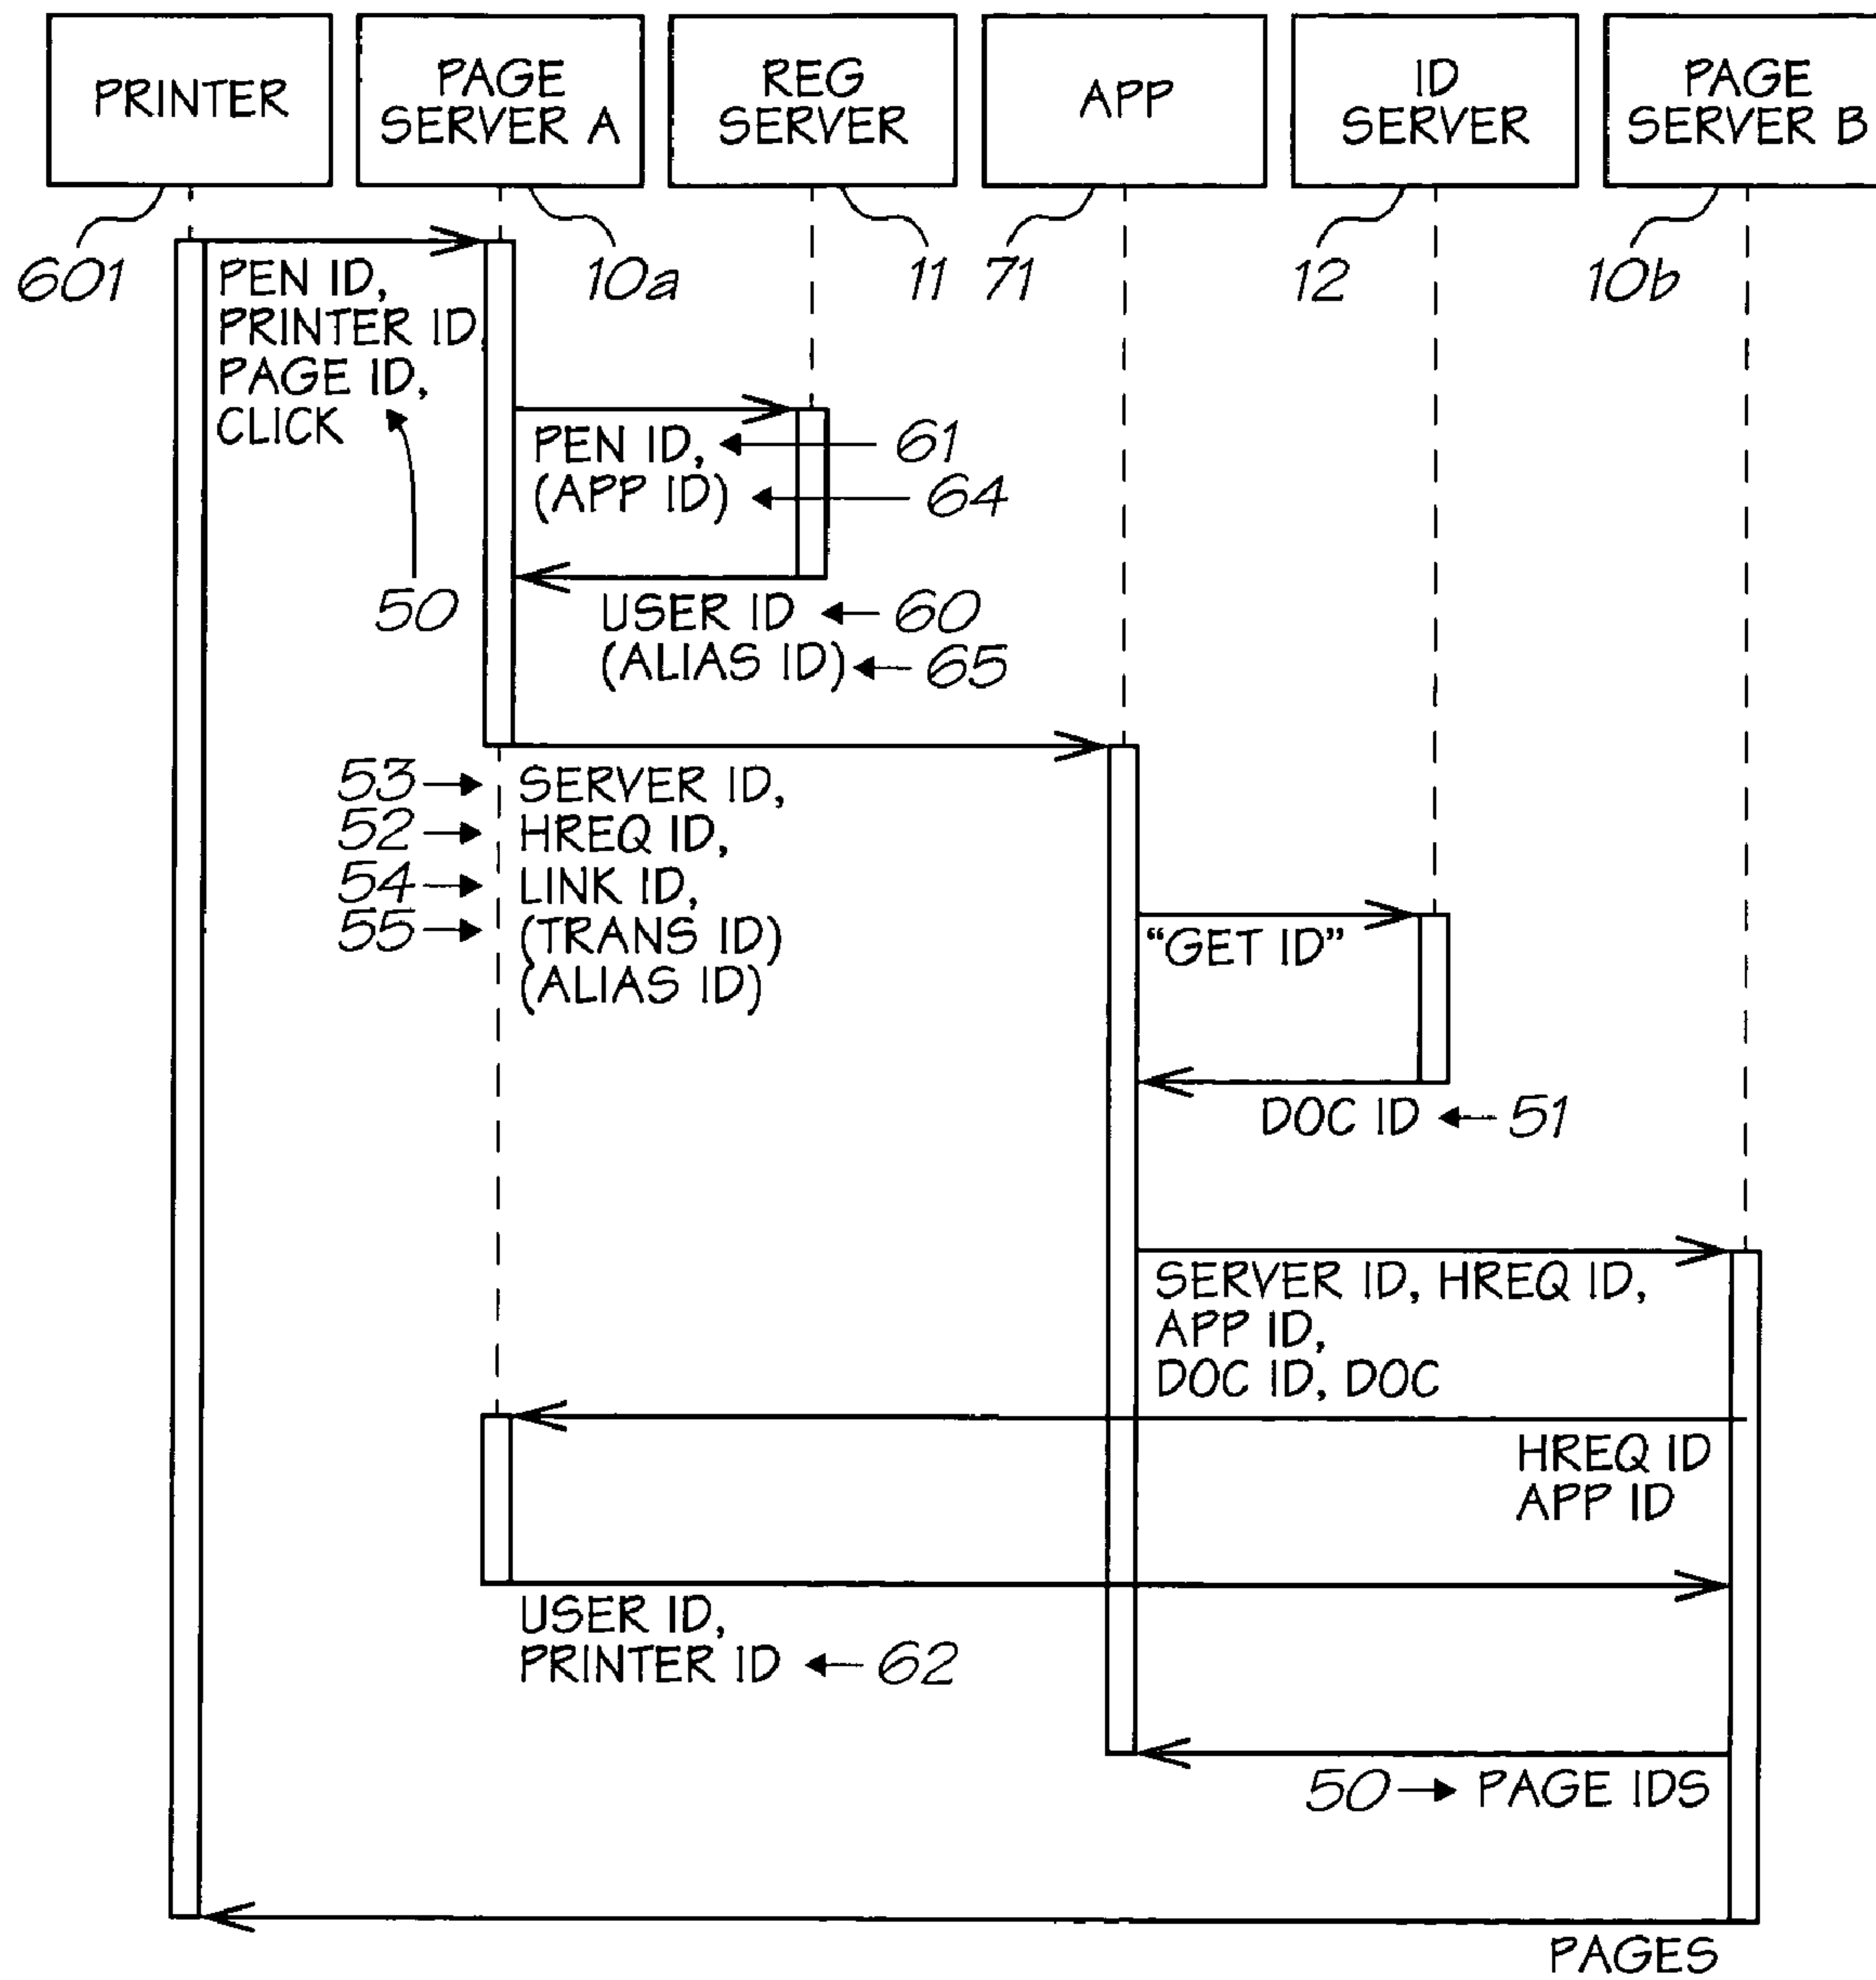 PRINTER
PAGE
SERVER A
REG
SERVER
APP
ID
SERVER
PAGE
SERVER B
601
10a
11
71
12
10b
PEN ID,
PRINTER ID
PAGE ID,
CLICK
50
PEN ID,
61
(APP ID)
64
USER ID
60
(ALIAS ID)
65
53
SERVER ID,
52
HREQ ID,
54
LINK ID,
55
(TRANS ID)
(ALIAS ID)
“GET ID”
DOC ID
51
SERVER ID, HREQ ID,
APP ID,
DOC ID, DOC
HREQ ID
APP ID
USER ID,
PRINTER ID
62
50
PAGE IDS
PAGES